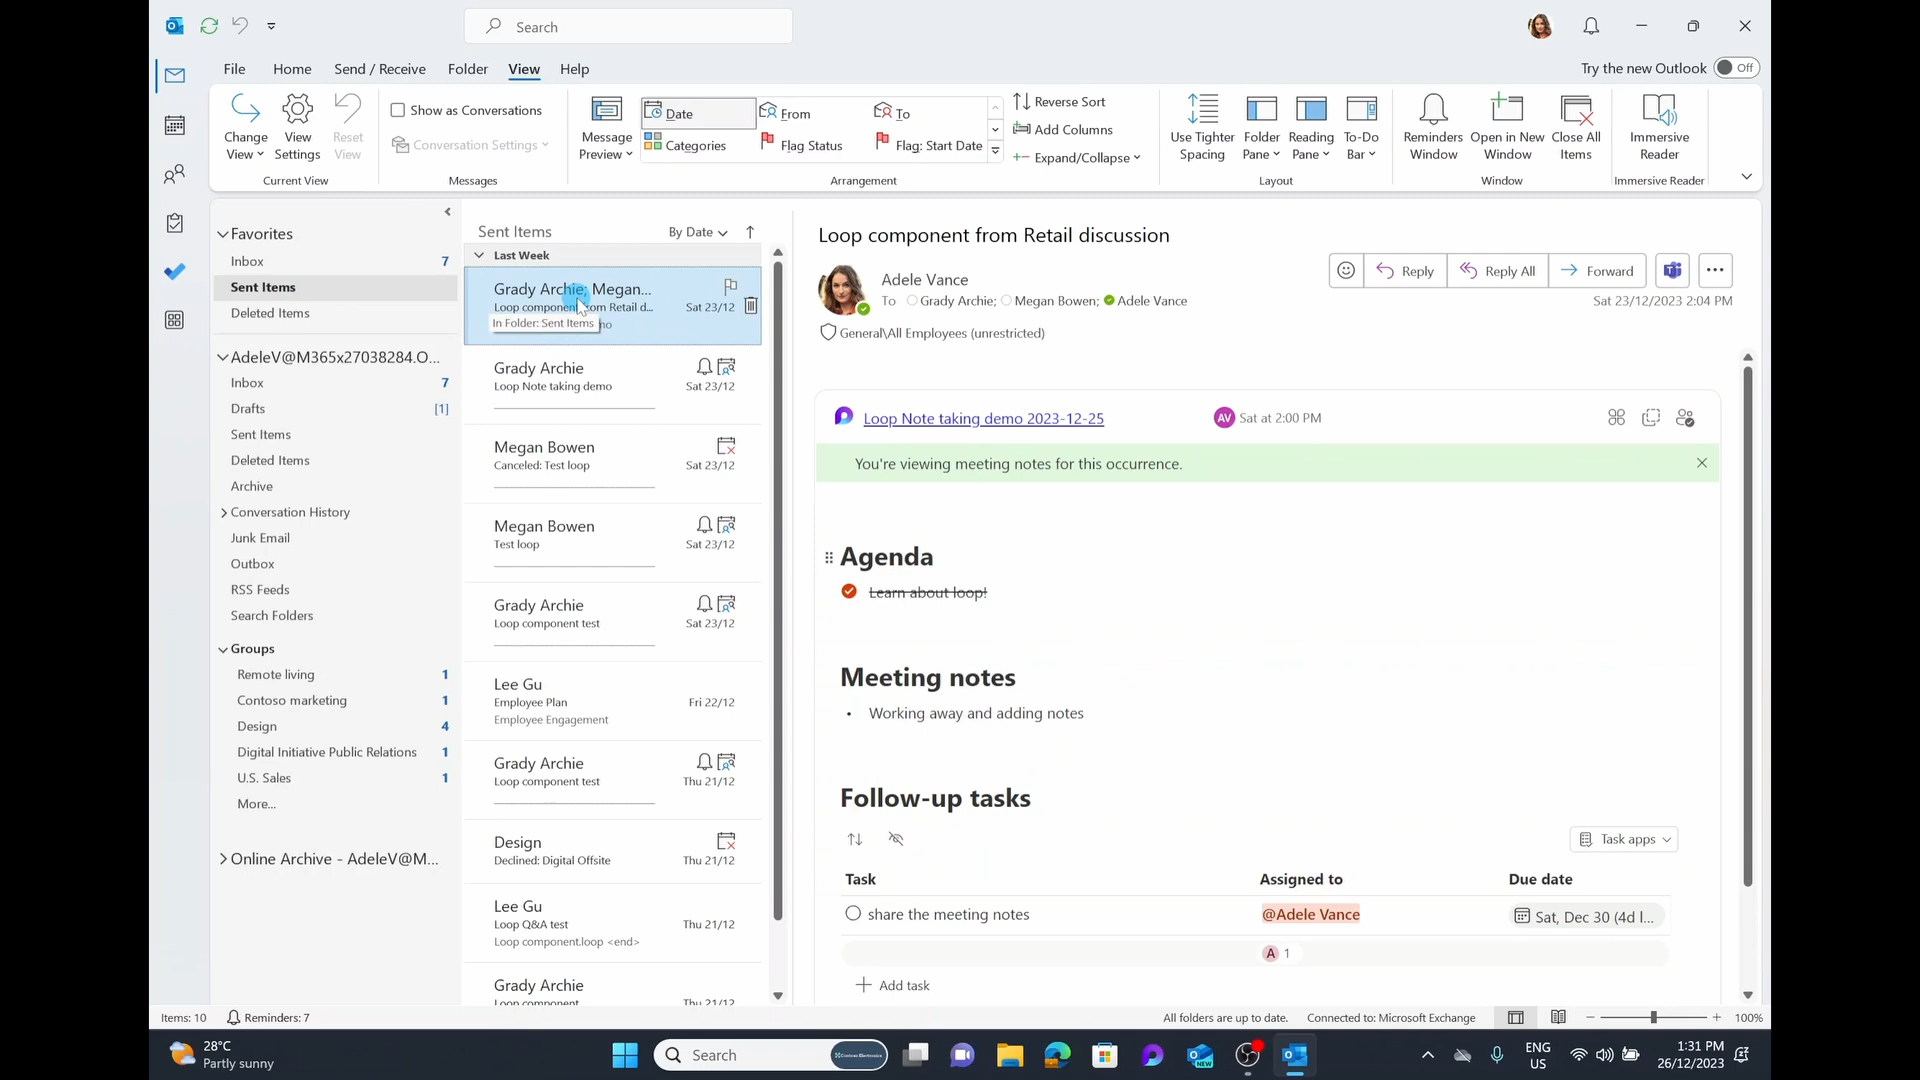 Search
File
Home
Send / Receive
Folder
View
Help
Try the new Outlook
Off
Change
View
View
Settings
Reset
View
Current View
Show as Conversations
Conversation Settings
Messages
Message
Preview
Date
From
To
Categories
Flag Status
Flag: Start Date
Reverse Sort
Add Columns
Expand/Collapse
Arrangement
Use Tighter
Spacing
Folder
Pane
Reading
Pane
To-Do
Bar
Layout
Reminders
Window
Open in New
Window
Close All
Items
Window
Immersive
Reader
Immersive Reader
Favorites
Inbox 7
Sent Items
Deleted Items
AdeleV@M365x27038284.O...
Inbox 7
Drafts [1]
Sent Items
Deleted Items
Archive
Conversation History
Junk Email
Outbox
RSS Feeds
Search Folders
Groups
Remote living 1
Contoso marketing 1
Design 4
Digital Initiative Public Relations 1
U.S. Sales 1
More...
Online Archive - AdeleV@M...
Sent Items
By Date
Last Week
Grady Archie; Megan...
Loop component from Retail d... Sat 23/12
In Folder: Sent Items
Grady Archie
Loop Note taking demo Sat 23/12
Megan Bowen
Canceled: Test loop Sat 23/12
Megan Bowen
Test loop Sat 23/12
Grady Archie
Loop component test Sat 23/12
Lee Gu
Employee Plan Fri 22/12
Employee Engagement
Grady Archie
Loop component test Thu 21/12
Design
Declined: Digital Offsite Thu 21/12
Lee Gu
Loop Q&A test Thu 21/12
Loop component.loop <end>
Grady Archie
Loop component Thu 21/12
Loop component from Retail discussion
Adele Vance
To Grady Archie; Megan Bowen; Adele Vance
General\All Employees (unrestricted)
Reply
Reply All
Forward
Sat 23/12/2023 2:04 PM
Loop Note taking demo 2023-12-25
AV Sat at 2:00 PM
You're viewing meeting notes for this occurrence.
Agenda
Learn about loop!
Meeting notes
• Working away and adding notes
Follow-up tasks
Task apps
Task Assigned to Due date
share the meeting notes @Adele Vance Sat, Dec 30 (4d l...
A 1
Add task
Items: 10
Reminders: 7
All folders are up to date.
Connected to: Microsoft Exchange
100%
28°C
Partly sunny
Search
NEW
ENG
US
1:31 PM
26/12/2023